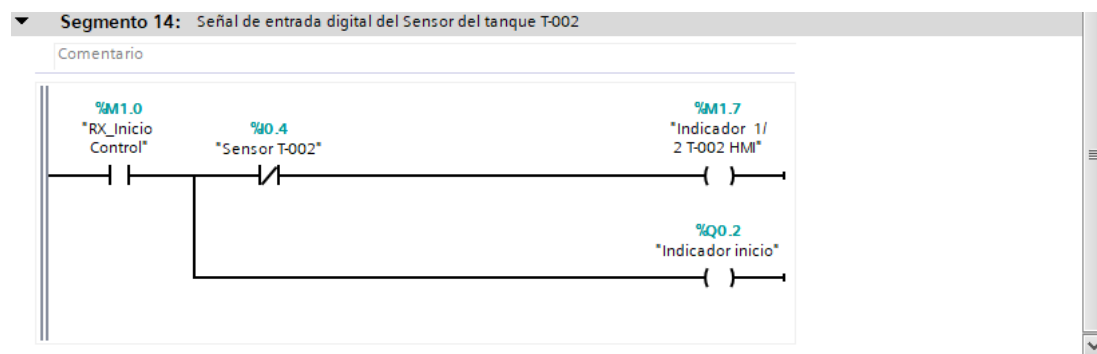 Segmento 14: Señal de entrada digital del Sensor del tanque T-002
Comentario
%M1.0
"RX_Inicio
Control"
%I0.4
"Sensor T-002"
%M1.7
"Indicador 1/
2 T-002 HMI"
%Q0.2
"Indicador inicio"